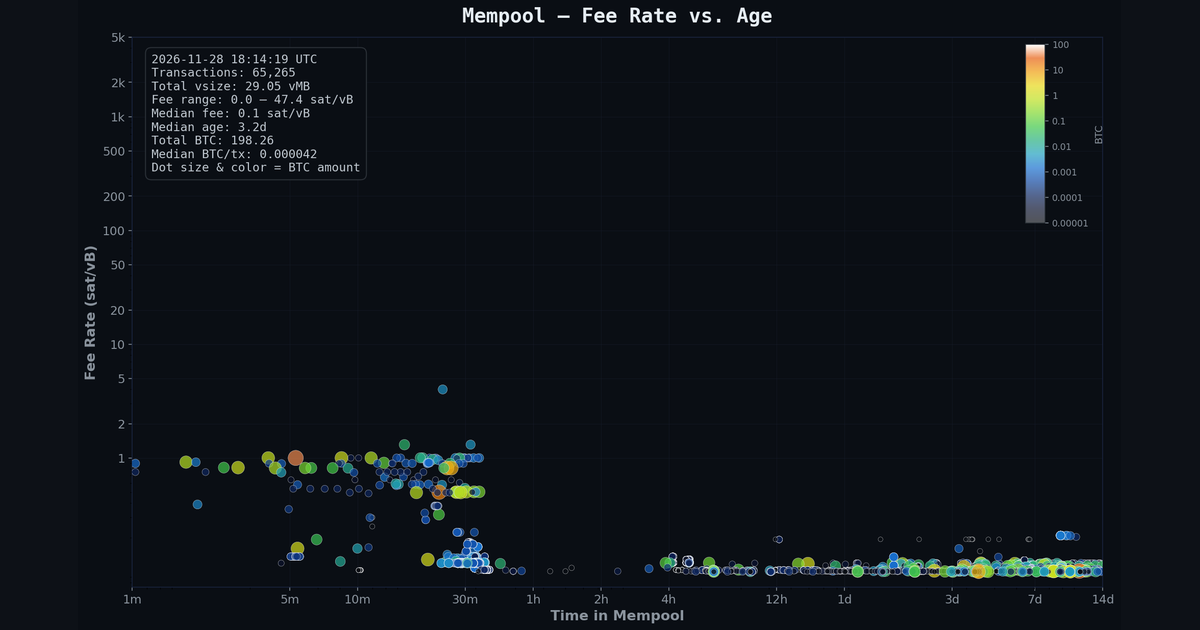 Mempool — Fee Rate vs. Age
2026-11-28 18:14:19 UTC
Transactions: 65,265
Total vsize: 29.05 vMB
Fee range: 0.0 — 47.4 sat/vB
Median fee: 0.1 sat/vB
Median age: 3.2d
Total BTC: 198.26
Median BTC/tx: 0.000042
Dot size & color = BTC amount
100
10
1
0.1
0.01
0.001
0.0001
0.00001
BTC
5k
2k
1k
500
200
100
50
20
10
5
2
1
Fee Rate (sat/vB)
1m
5m
10m
30m
1h
2h
4h
12h
1d
3d
7d
14d
Time in Mempool